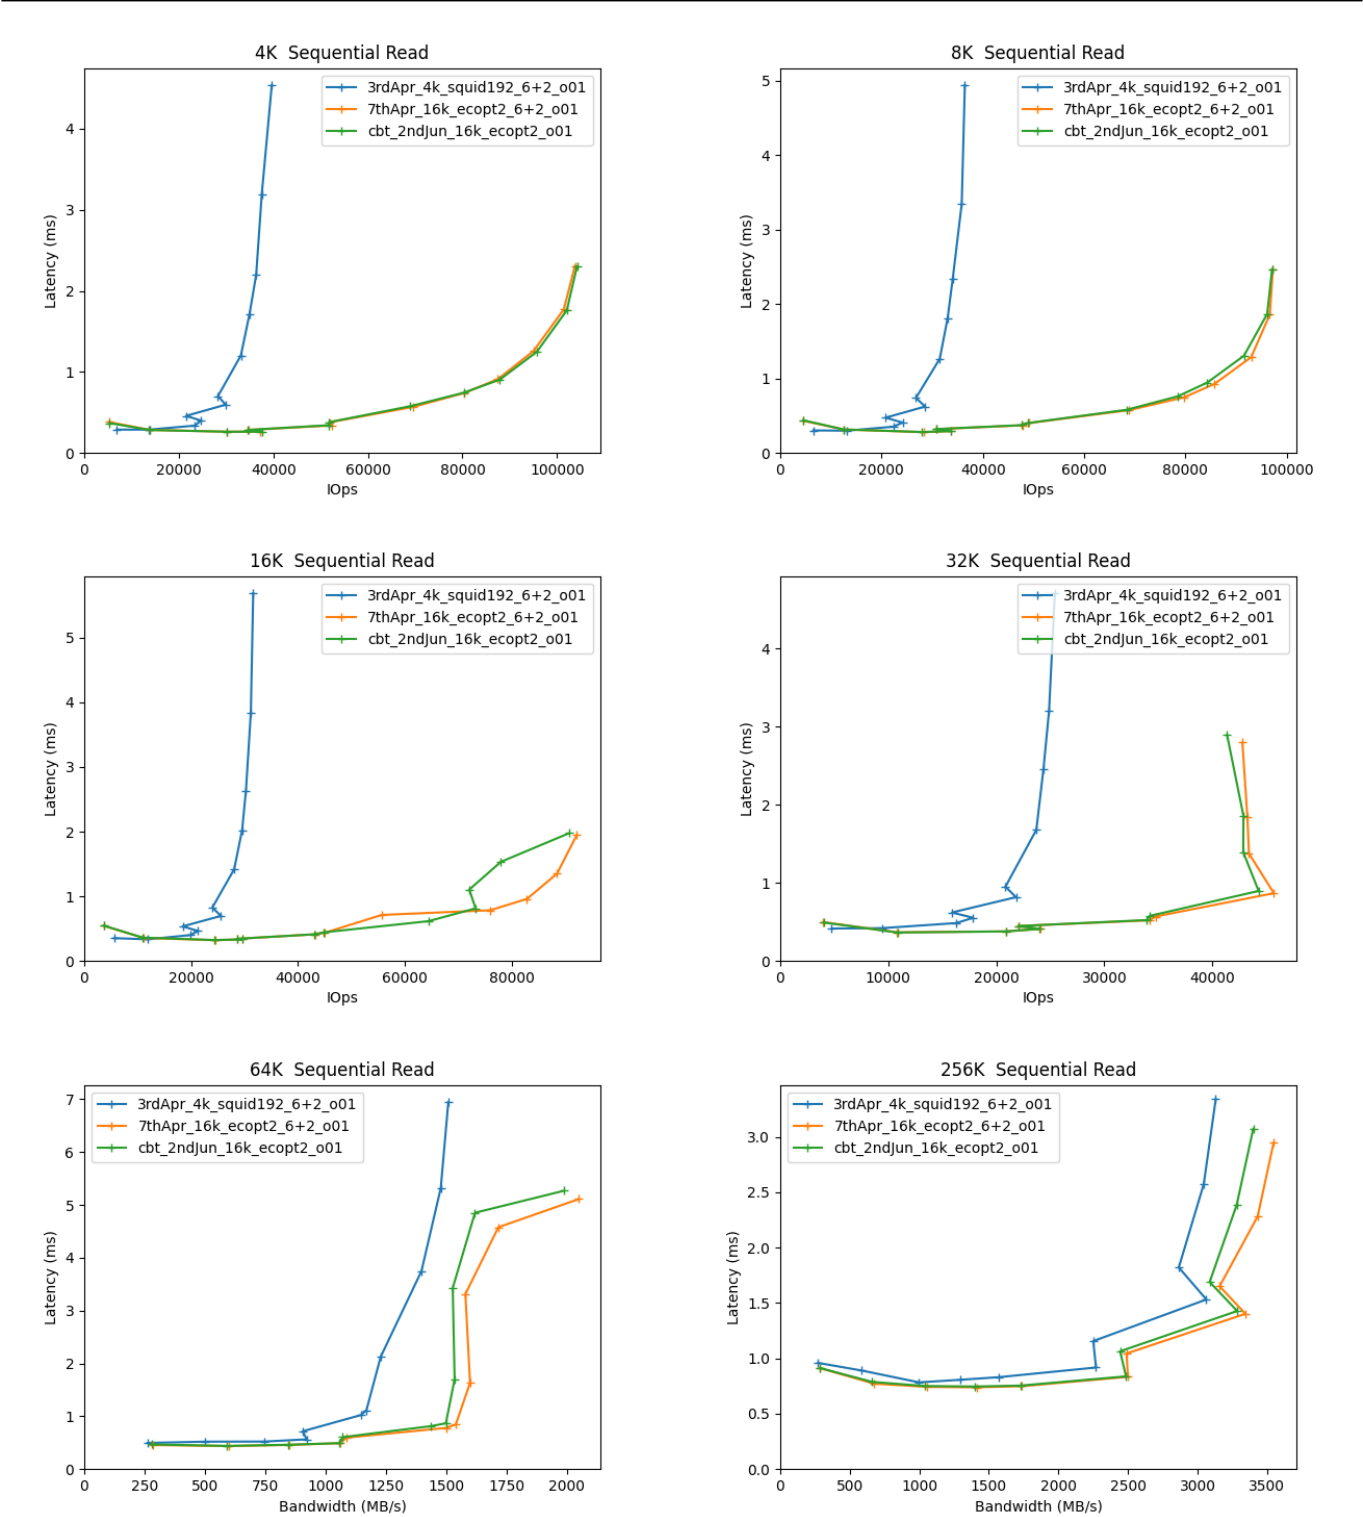 4K  Sequential Read
3rdApr_4k_squid192_6+2_o01
7thApr_16k_ecopt2_6+2_o01
cbt_2ndJun_16k_ecopt2_o01
Latency (ms)
4
3
2
1
0
0 20000 40000 60000 80000 100000
IOps
8K  Sequential Read
3rdApr_4k_squid192_6+2_o01
7thApr_16k_ecopt2_6+2_o01
cbt_2ndJun_16k_ecopt2_o01
Latency (ms)
5
4
3
2
1
0
0 20000 40000 60000 80000 100000
IOps
16K  Sequential Read
3rdApr_4k_squid192_6+2_o01
7thApr_16k_ecopt2_6+2_o01
cbt_2ndJun_16k_ecopt2_o01
Latency (ms)
5
4
3
2
1
0
0 20000 40000 60000 80000
IOps
32K  Sequential Read
3rdApr_4k_squid192_6+2_o01
7thApr_16k_ecopt2_6+2_o01
cbt_2ndJun_16k_ecopt2_o01
Latency (ms)
4
3
2
1
0
0 10000 20000 30000 40000
IOps
64K  Sequential Read
3rdApr_4k_squid192_6+2_o01
7thApr_16k_ecopt2_6+2_o01
cbt_2ndJun_16k_ecopt2_o01
Latency (ms)
7
6
5
4
3
2
1
0
0 250 500 750 1000 1250 1500 1750 2000
Bandwidth (MB/s)
256K  Sequential Read
3rdApr_4k_squid192_6+2_o01
7thApr_16k_ecopt2_6+2_o01
cbt_2ndJun_16k_ecopt2_o01
Latency (ms)
3.0
2.5
2.0
1.5
1.0
0.5
0.0
0 500 1000 1500 2000 2500 3000 3500
Bandwidth (MB/s)